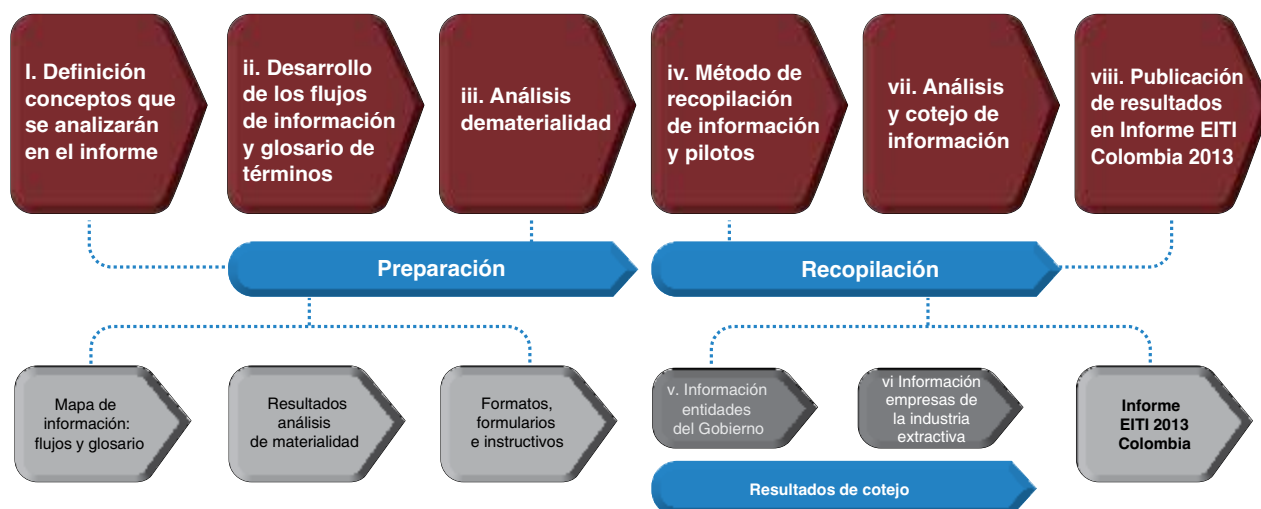 I. Definición
conceptos que
se analizarán
en el informe
ii. Desarrollo
de los flujos
de información
y glosario de
términos
iii. Análisis
dematerialidad
iv. Método de
recopilación
de información
y pilotos
vii. Análisis
y cotejo de
información
viii. Publicación
de resultados
en Informe EITI
Colombia 2013
Preparación
Recopilación
Mapa de
información:
flujos y glosario
Resultados
análisis
de materialidad
Formatos,
formularios
e instructivos
v. Información
entidades
del Gobierno
vi Información
empresas de
la industria
extractiva
Informe
EITI 2013
Colombia
Resultados de cotejo